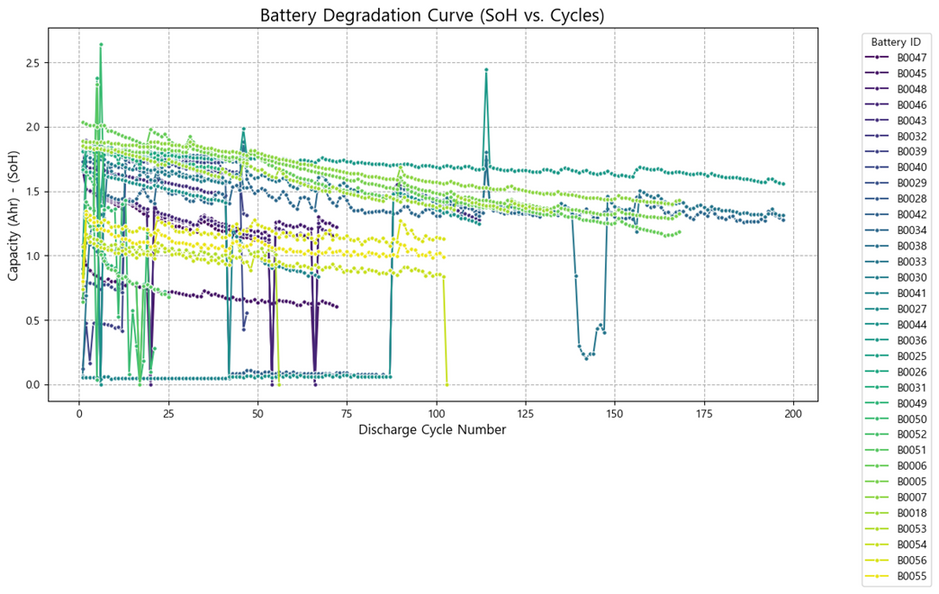 Battery Degradation Curve (SoH vs. Cycles)
Capacity (Ahr) - (SoH)
2.5
2.0
1.5
1.0
0.5
0.0
0
25
50
75
100
125
150
175
200
Discharge Cycle Number
Battery ID
B0047
B0045
B0048
B0046
B0043
B0032
B0039
B0040
B0029
B0028
B0042
B0034
B0038
B0033
B0030
B0041
B0027
B0044
B0036
B0025
B0026
B0031
B0049
B0050
B0052
B0051
B0006
B0005
B0007
B0018
B0053
B0054
B0056
B0055